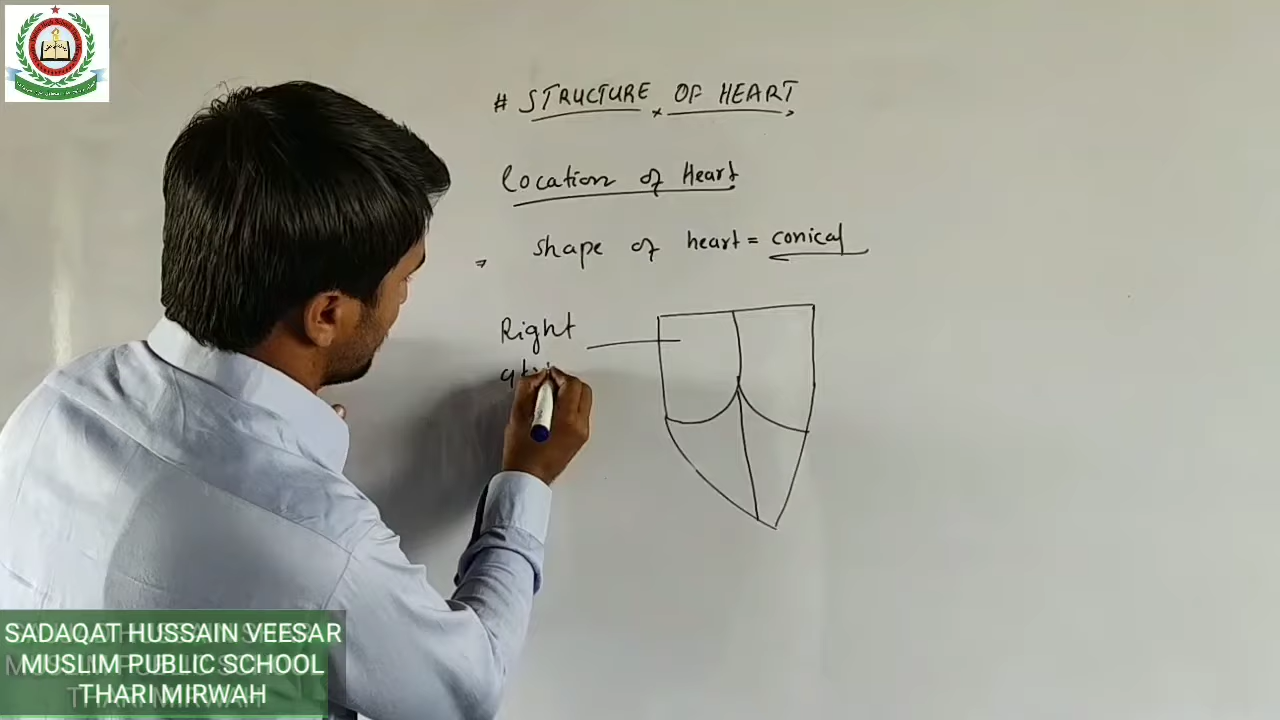 # STRUCTURE OF HEART
Location of Heart
shape of heart = conical
Right
SADAQAT HUSSAIN VEESAR
MUSLIM PUBLIC SCHOOL
THARI MIRWAH